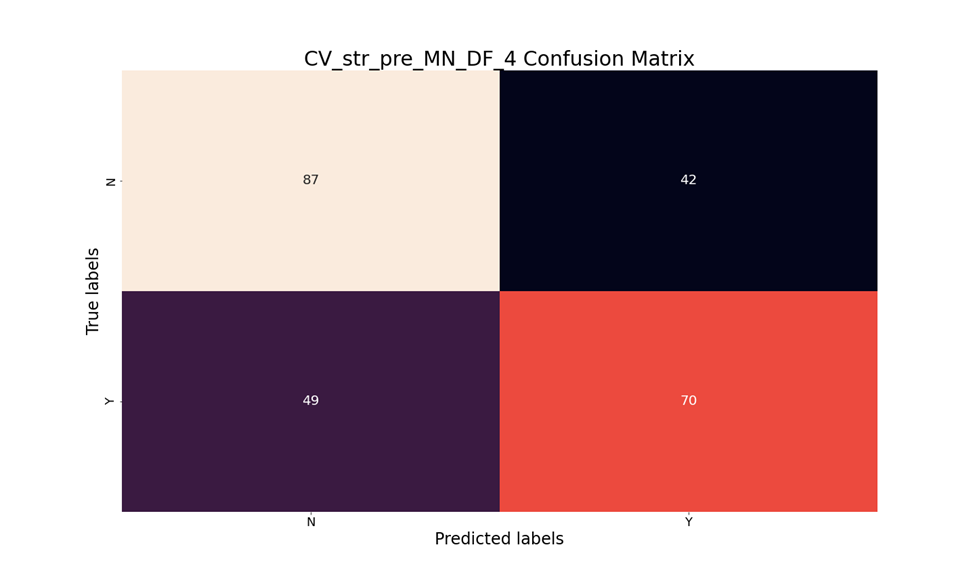 CV_str_pre_MN_DF_4 Confusion Matrix
True labels
N
87
42
Y
49
70
N
Y
Predicted labels